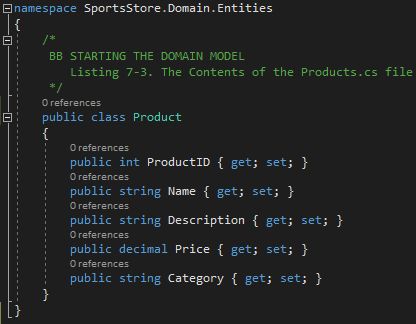 namespace SportsStore.Domain.Entities
{
/*
BB STARTING THE DOMAIN MODEL
Listing 7-3. The Contents of the Products.cs file
*/
0 references
public class Product
{
0 references
public int ProductID { get; set; }
0 references
public string Name { get; set; }
0 references
public string Description { get; set; }
0 references
public decimal Price { get; set; }
0 references
public string Category { get; set; }
}
}